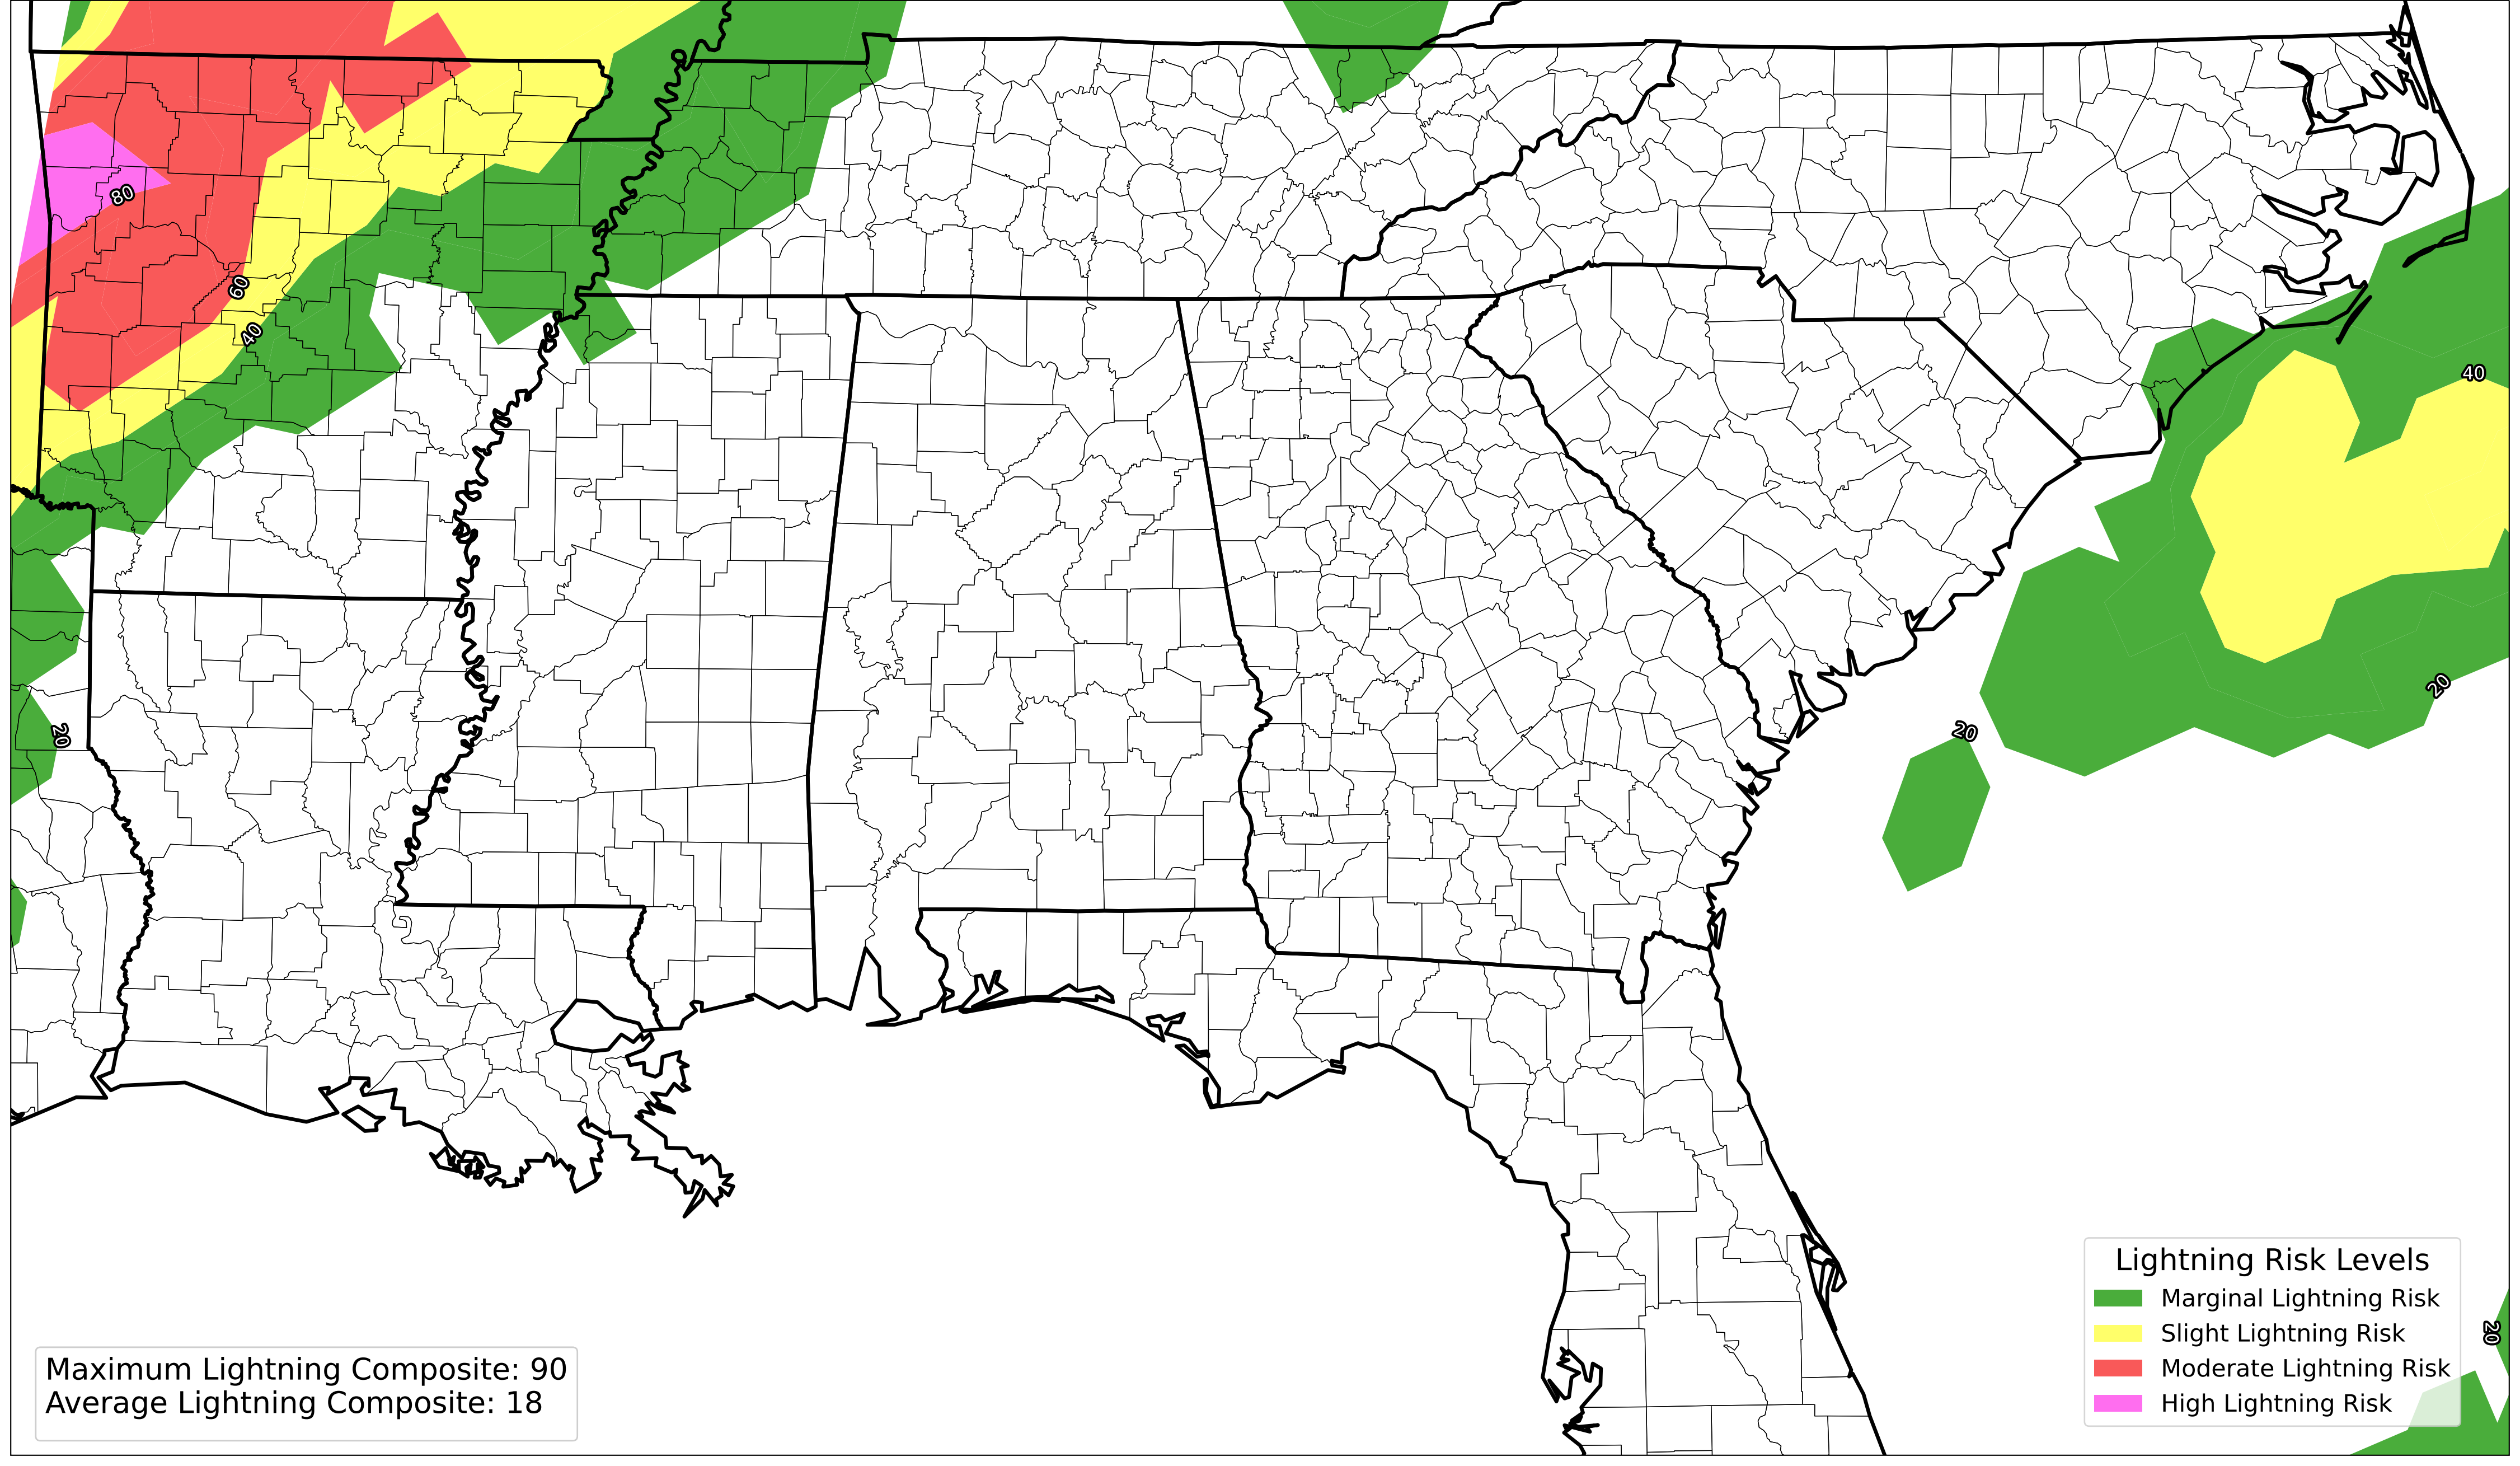 80
60
40
40
20
20
20
20
Lightning Risk Levels
Marginal Lightning Risk
Slight Lightning Risk
Moderate Lightning Risk
High Lightning Risk
Maximum Lightning Composite: 90
Average Lightning Composite: 18